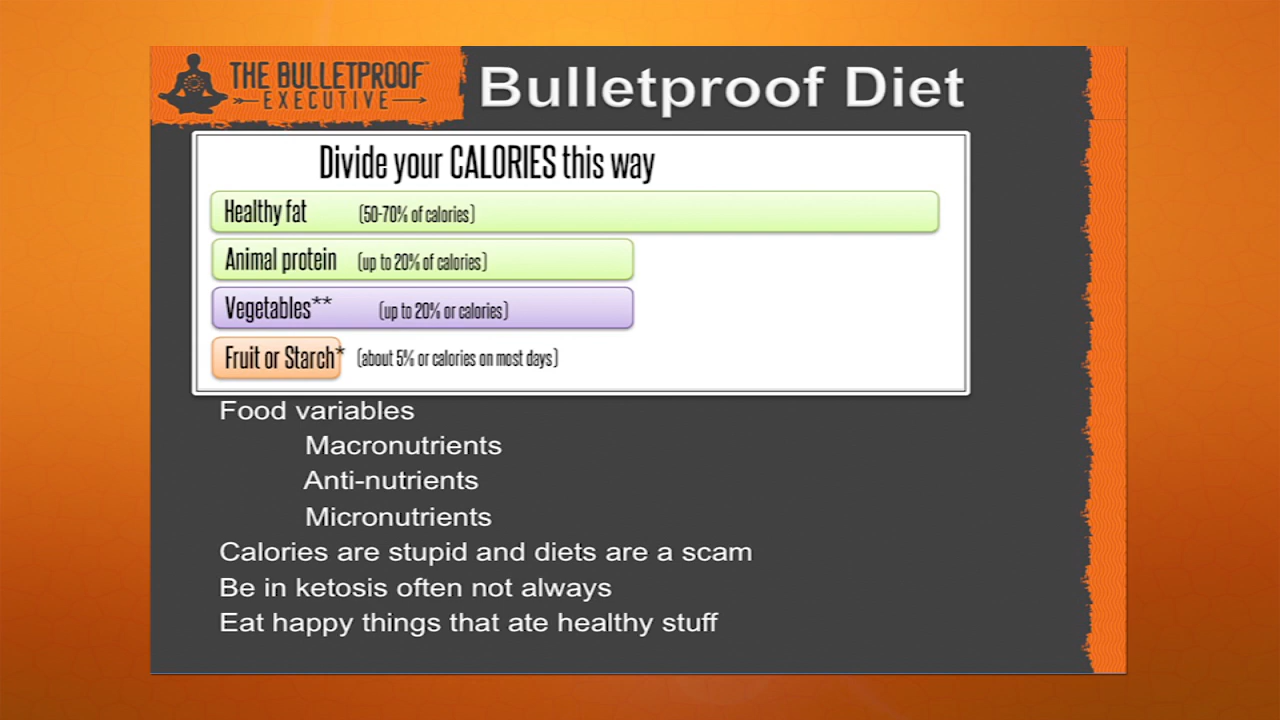 THE BULLETPROOF™
EXECUTIVE
Bulletproof Diet
Divide your CALORIES this way
Healthy fat (50-70% of calories)
Animal protein (up to 20% of calories)
Vegetables** (up to 20% or calories)
Fruit or Starch* (about 5% or calories on most days)
Food variables
Macronutrients
Anti-nutrients
Micronutrients
Calories are stupid and diets are a scam
Be in ketosis often not always
Eat happy things that ate healthy stuff